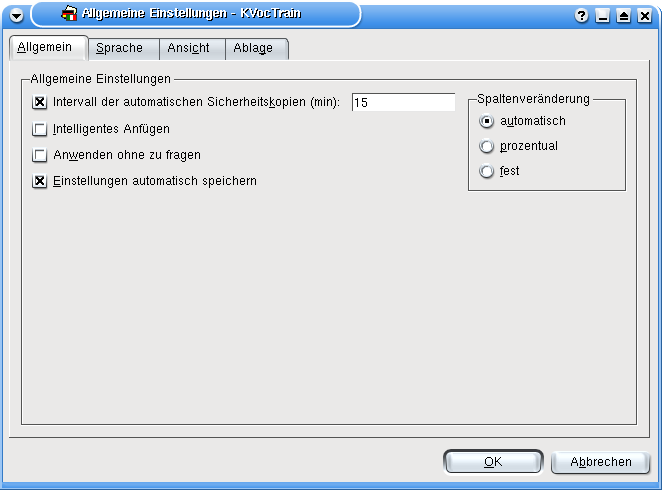 Allgemeine Einstellungen - KVocTrain
Allgemein Sprache Ansicht Ablage
Allgemeine Einstellungen
Intervall der automatischen Sicherheitskopien (min): 15
Intelligentes Anfügen
Anwenden ohne zu fragen
Einstellungen automatisch speichern
Spaltenveränderung
automatisch
prozentual
fest
OK Abbrechen